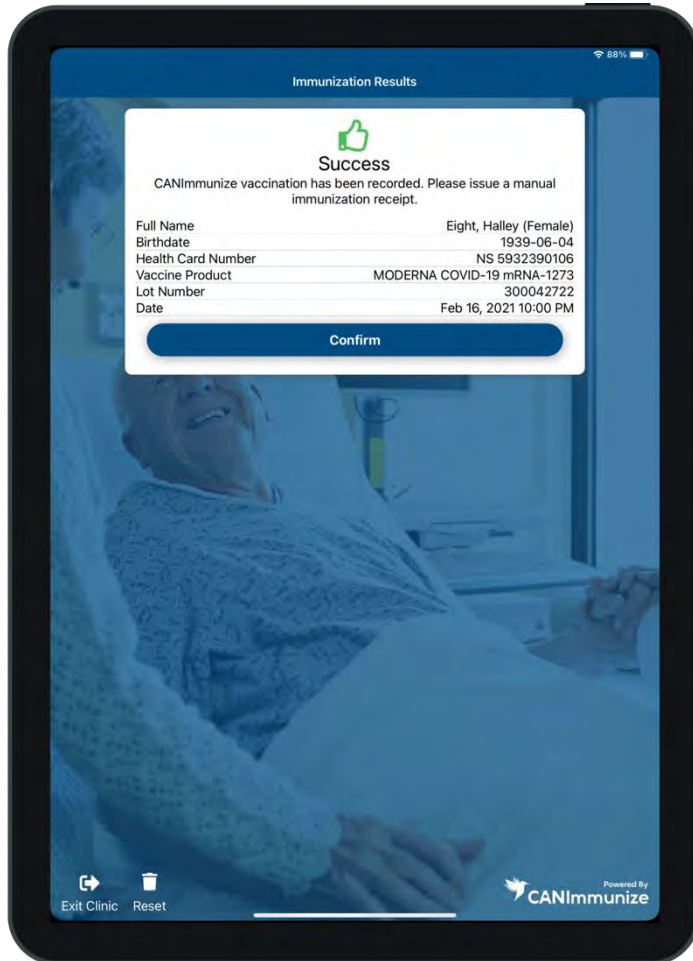 88%
Immunization Results
Success
CANImmunize vaccination has been recorded. Please issue a manual
immunization receipt.
Full Name Eight, Halley (Female)
Birthdate 1939-06-04
Health Card Number NS 5932390106
Vaccine Product MODERNA COVID-19 mRNA-1273
Lot Number 300042722
Date Feb 16, 2021 10:00 PM
Confirm
Exit Clinic Reset
Powered By
CANImmunize